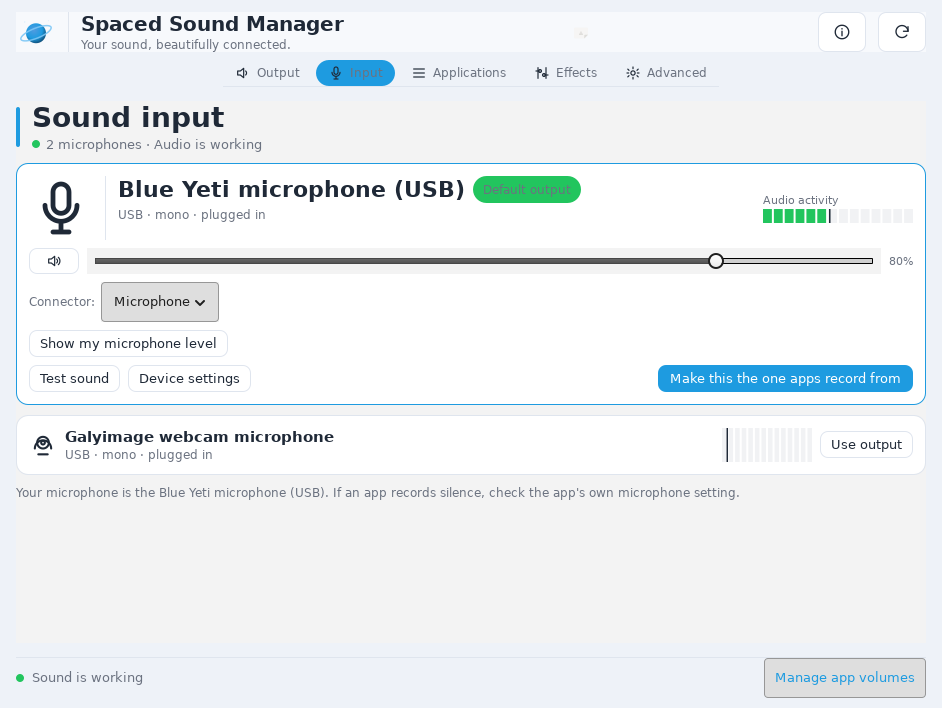 Spaced Sound Manager
Your sound, beautifully connected.
Output
Input
Applications
Effects
Advanced
Sound input
2 microphones · Audio is working
Blue Yeti microphone (USB)
Default output
USB · mono · plugged in
Audio activity
80%
Connector:
Microphone
Show my microphone level
Test sound
Device settings
Make this the one apps record from
Galyimage webcam microphone
USB · mono · plugged in
Use output
Your microphone is the Blue Yeti microphone (USB). If an app records silence, check the app's own microphone setting.
Sound is working
Manage app volumes